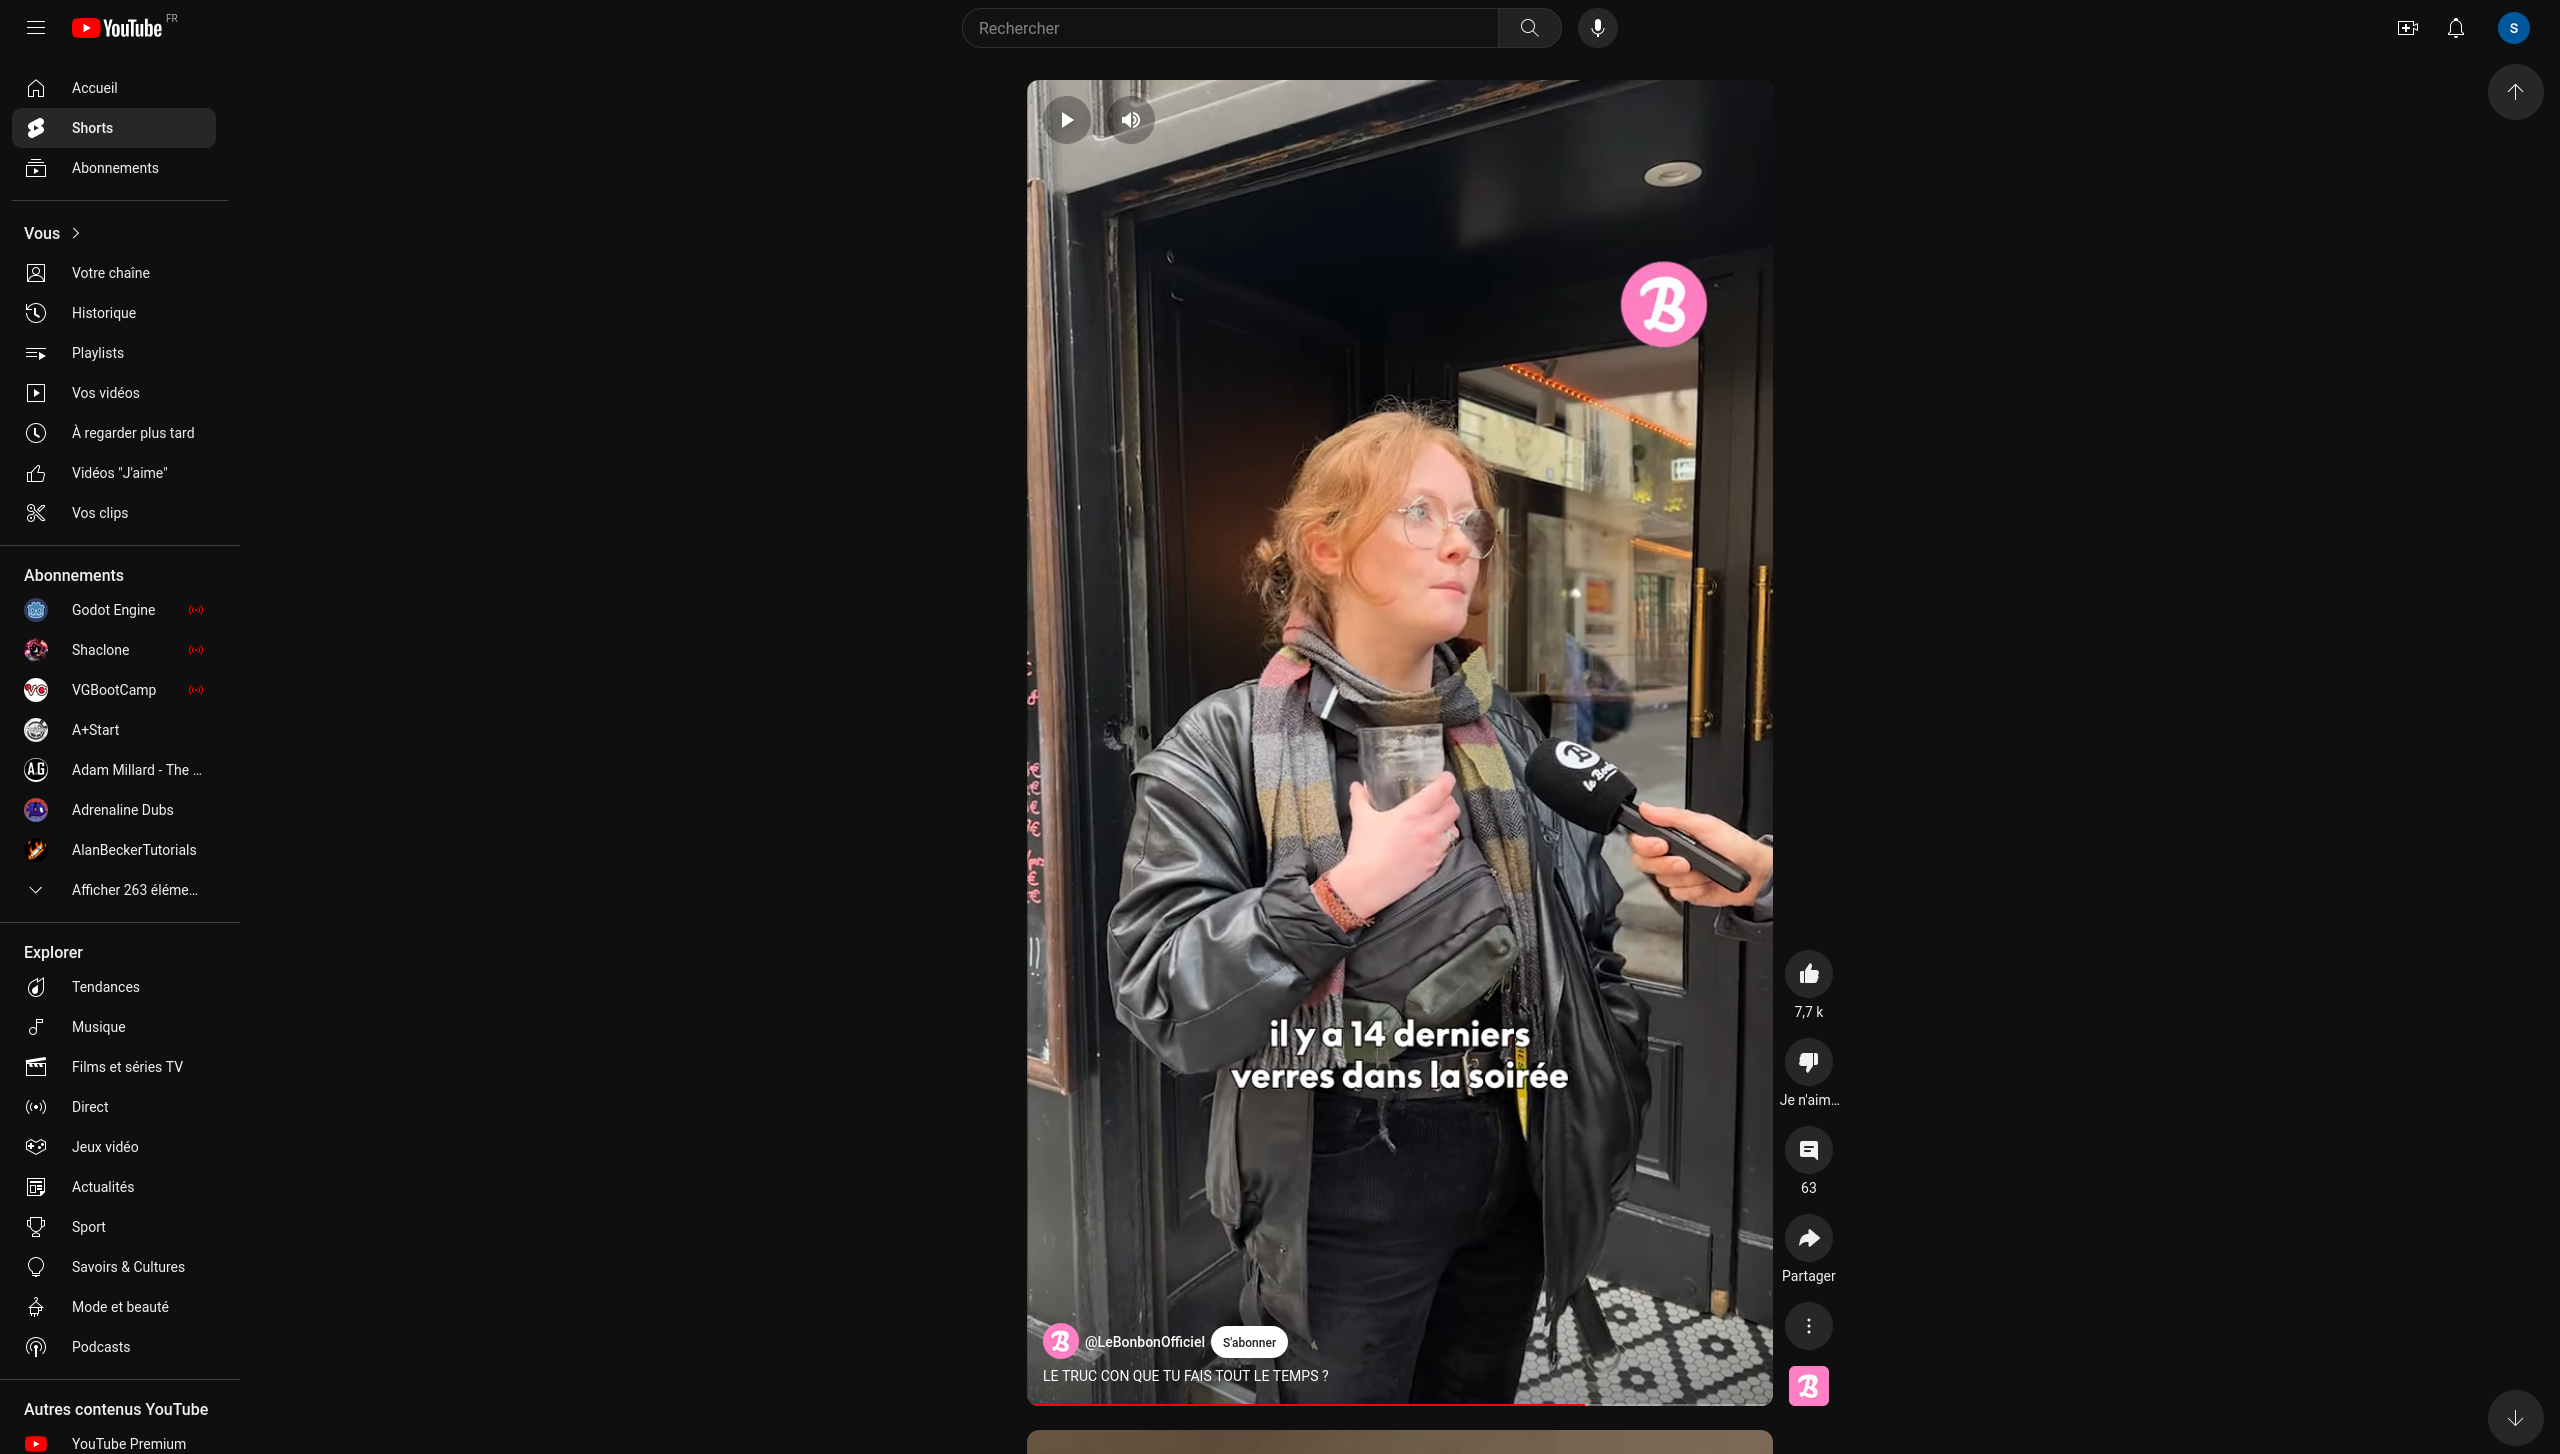 YouTube FR
Rechercher
S
Accueil
Shorts
Abonnements
Vous
Votre chaîne
Historique
Playlists
Vos vidéos
À regarder plus tard
Vidéos "J'aime"
Vos clips
Abonnements
Godot Engine
Shaclone
VGBootCamp
A+Start
Adam Millard - The ...
Adrenaline Dubs
AlanBeckerTutorials
Afficher 263 éléme...
Explorer
Tendances
Musique
Films et séries TV
Direct
Jeux vidéo
Actualités
Sport
Savoirs & Cultures
Mode et beauté
Podcasts
Autres contenus YouTube
YouTube Premium
B
B
il y a 14 derniers
verres dans la soirée
B
@LeBonbonOfficiel
S'abonner
LE TRUC CON QUE TU FAIS TOUT LE TEMPS ?
7,7 k
Je n'aim...
63
Partager
B